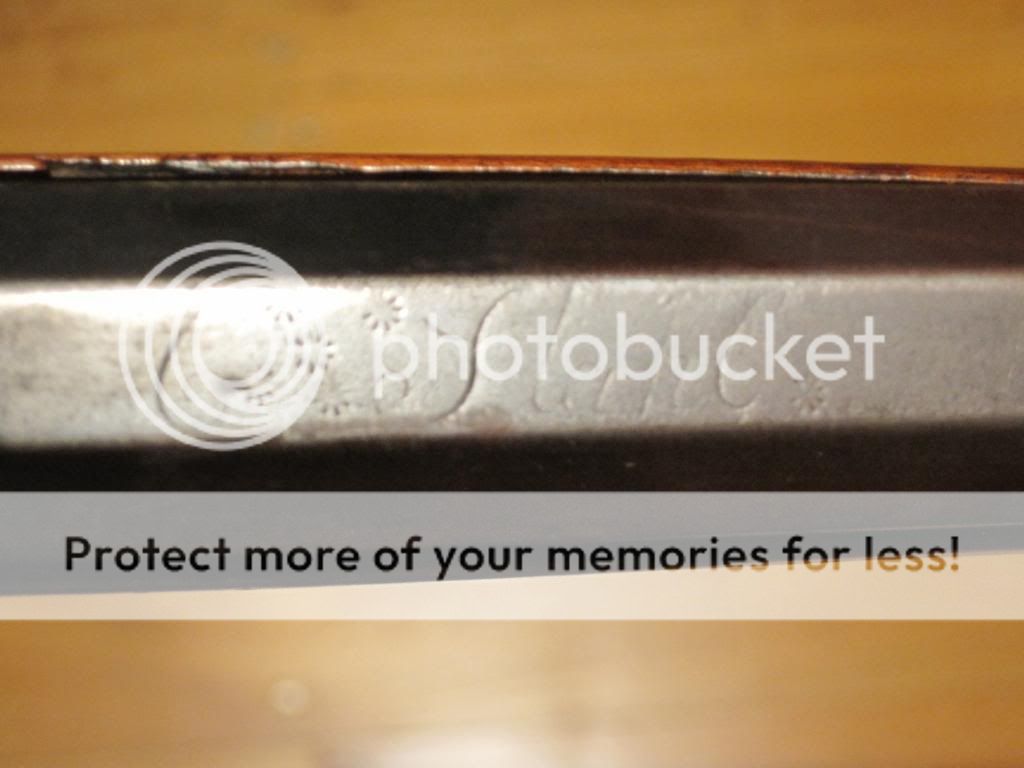 photobucket
Protect more of your memories for less!